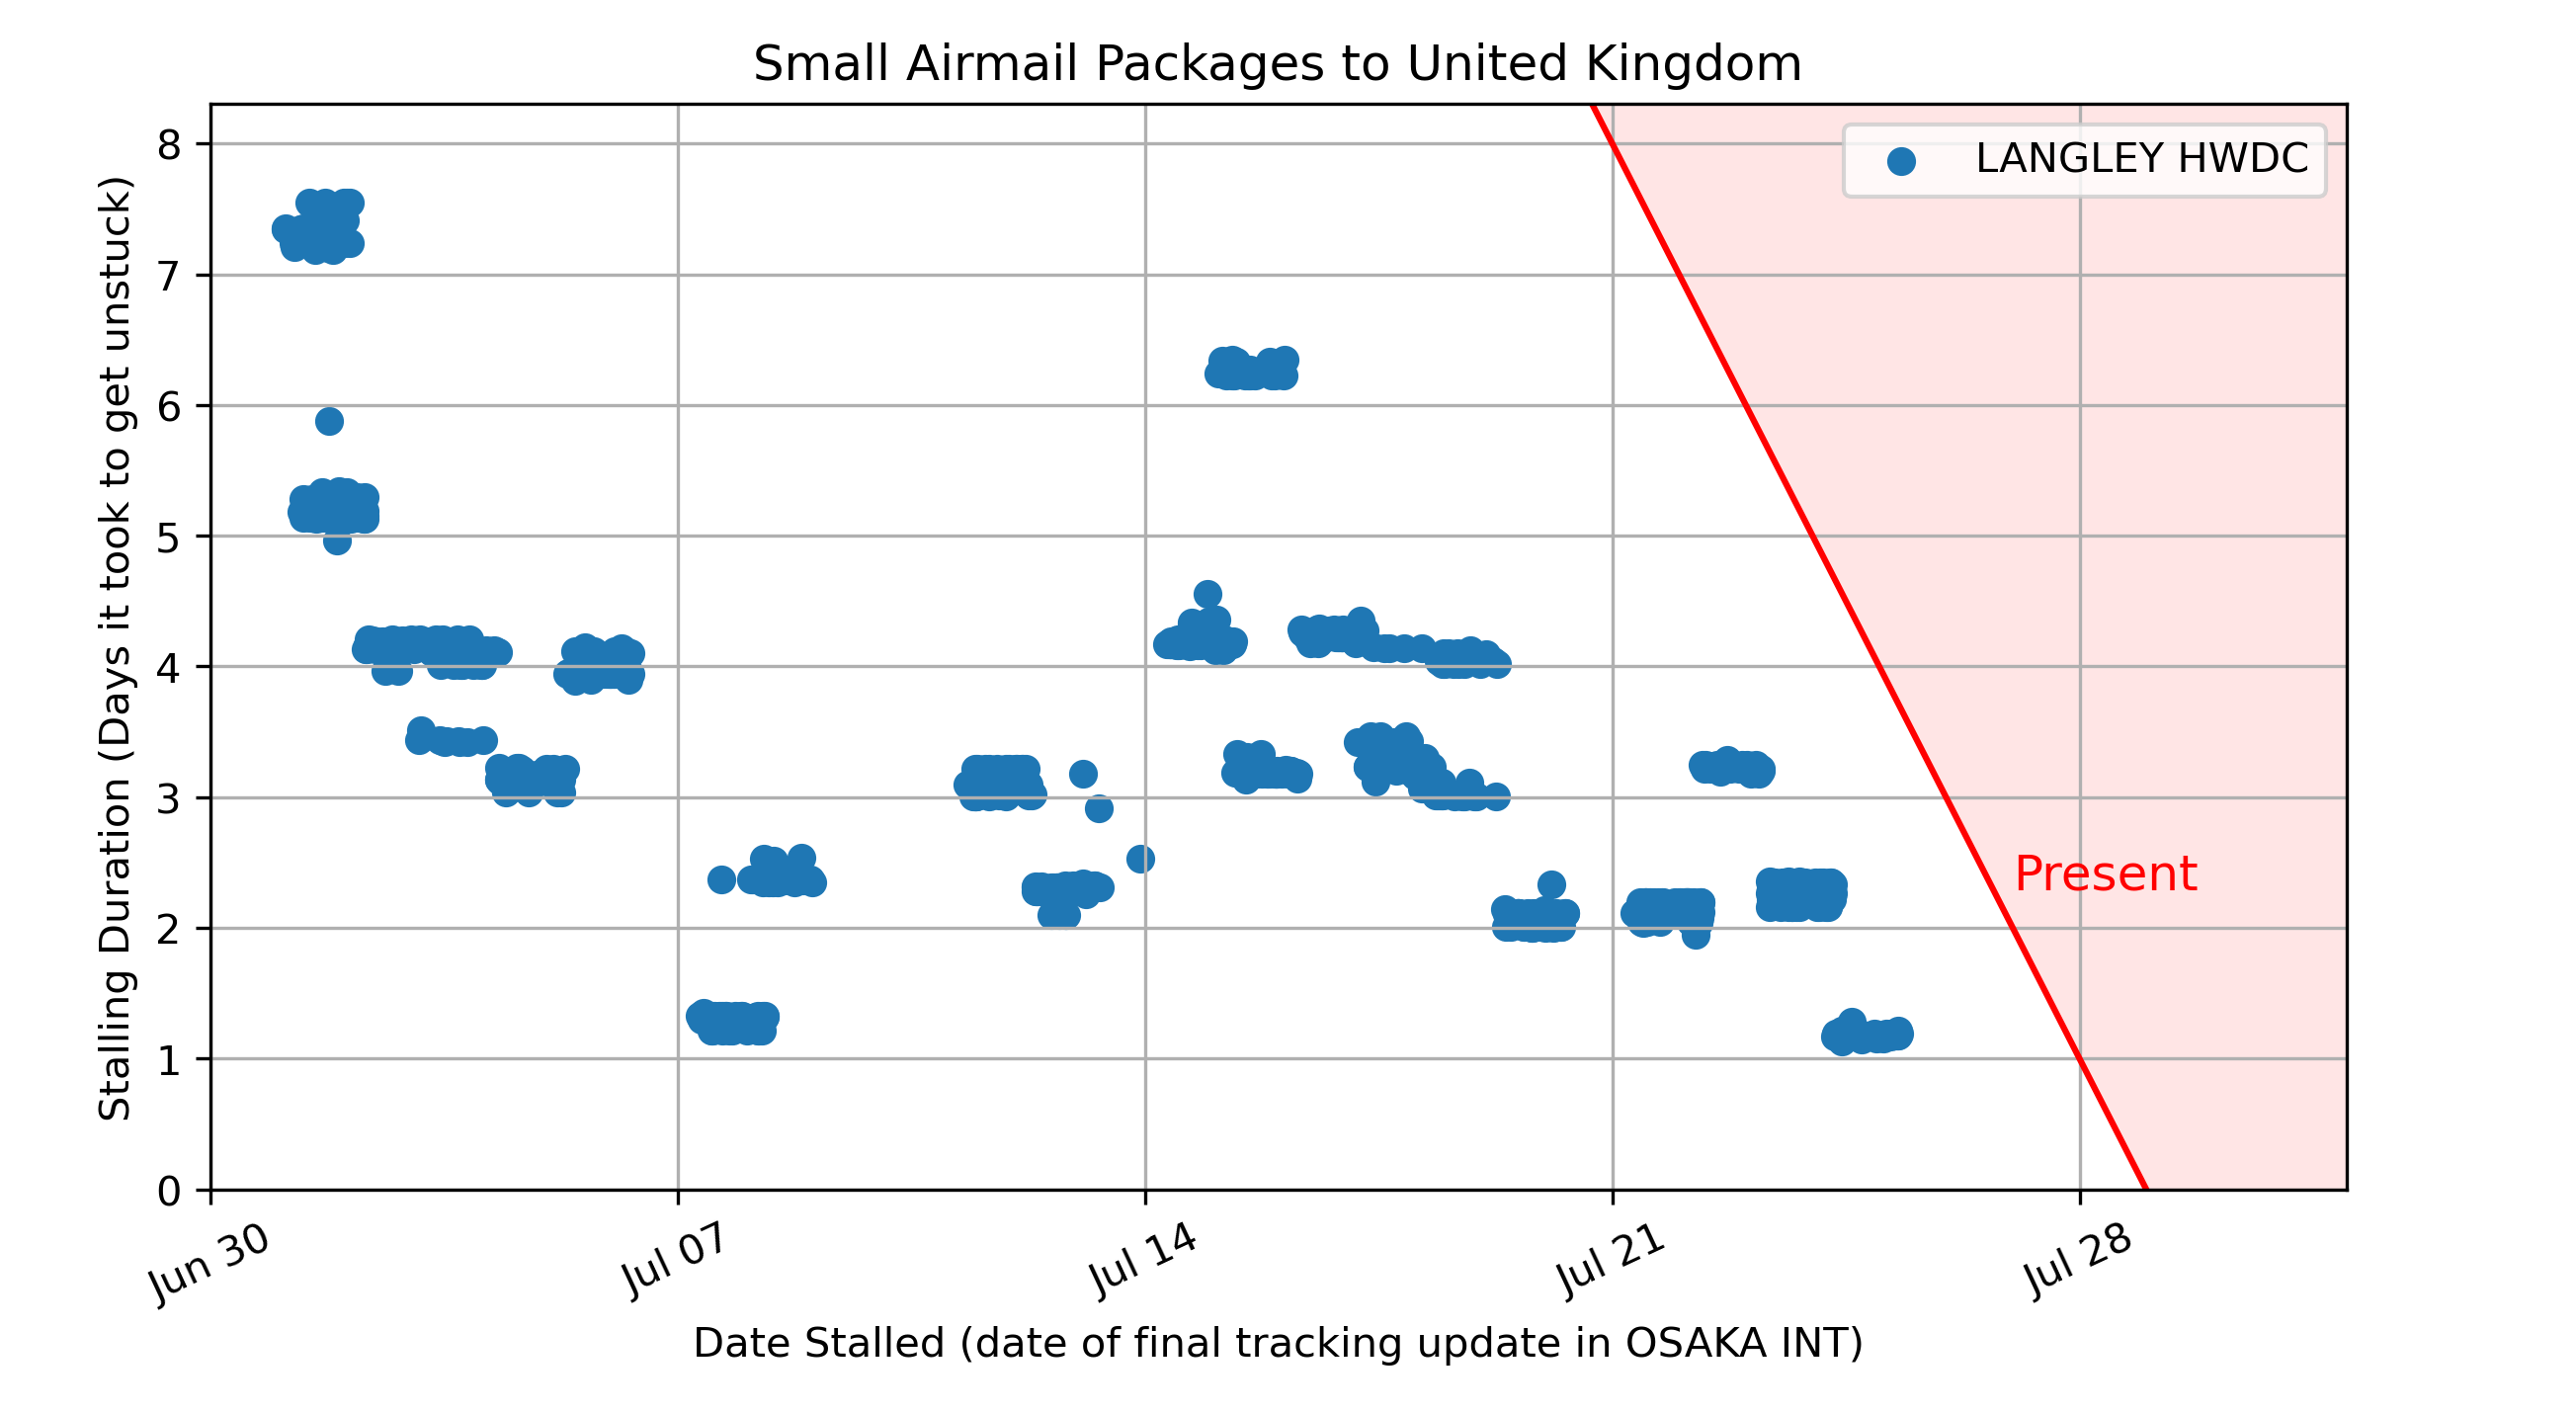 Small Airmail Packages to United Kingdom
LANGLEY HWDC
Stalling Duration (Days it took to get unstuck)
8
7
6
5
4
3
2
1
0
Present
Jun 30
Jul 07
Jul 14
Jul 21
Jul 28
Date Stalled (date of final tracking update in OSAKA INT)